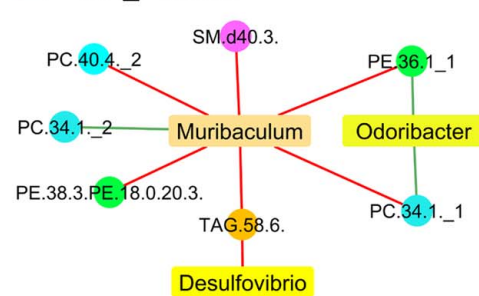 SM.d40.3.
PC.40.4._2
PE.36.1_1
PC.34.1._2
Muribaculum
Odoribacter
PE.38.3.PE.18.0.20.3.
PC.34.1._1
TAG.58.6.
Desulfovibrio